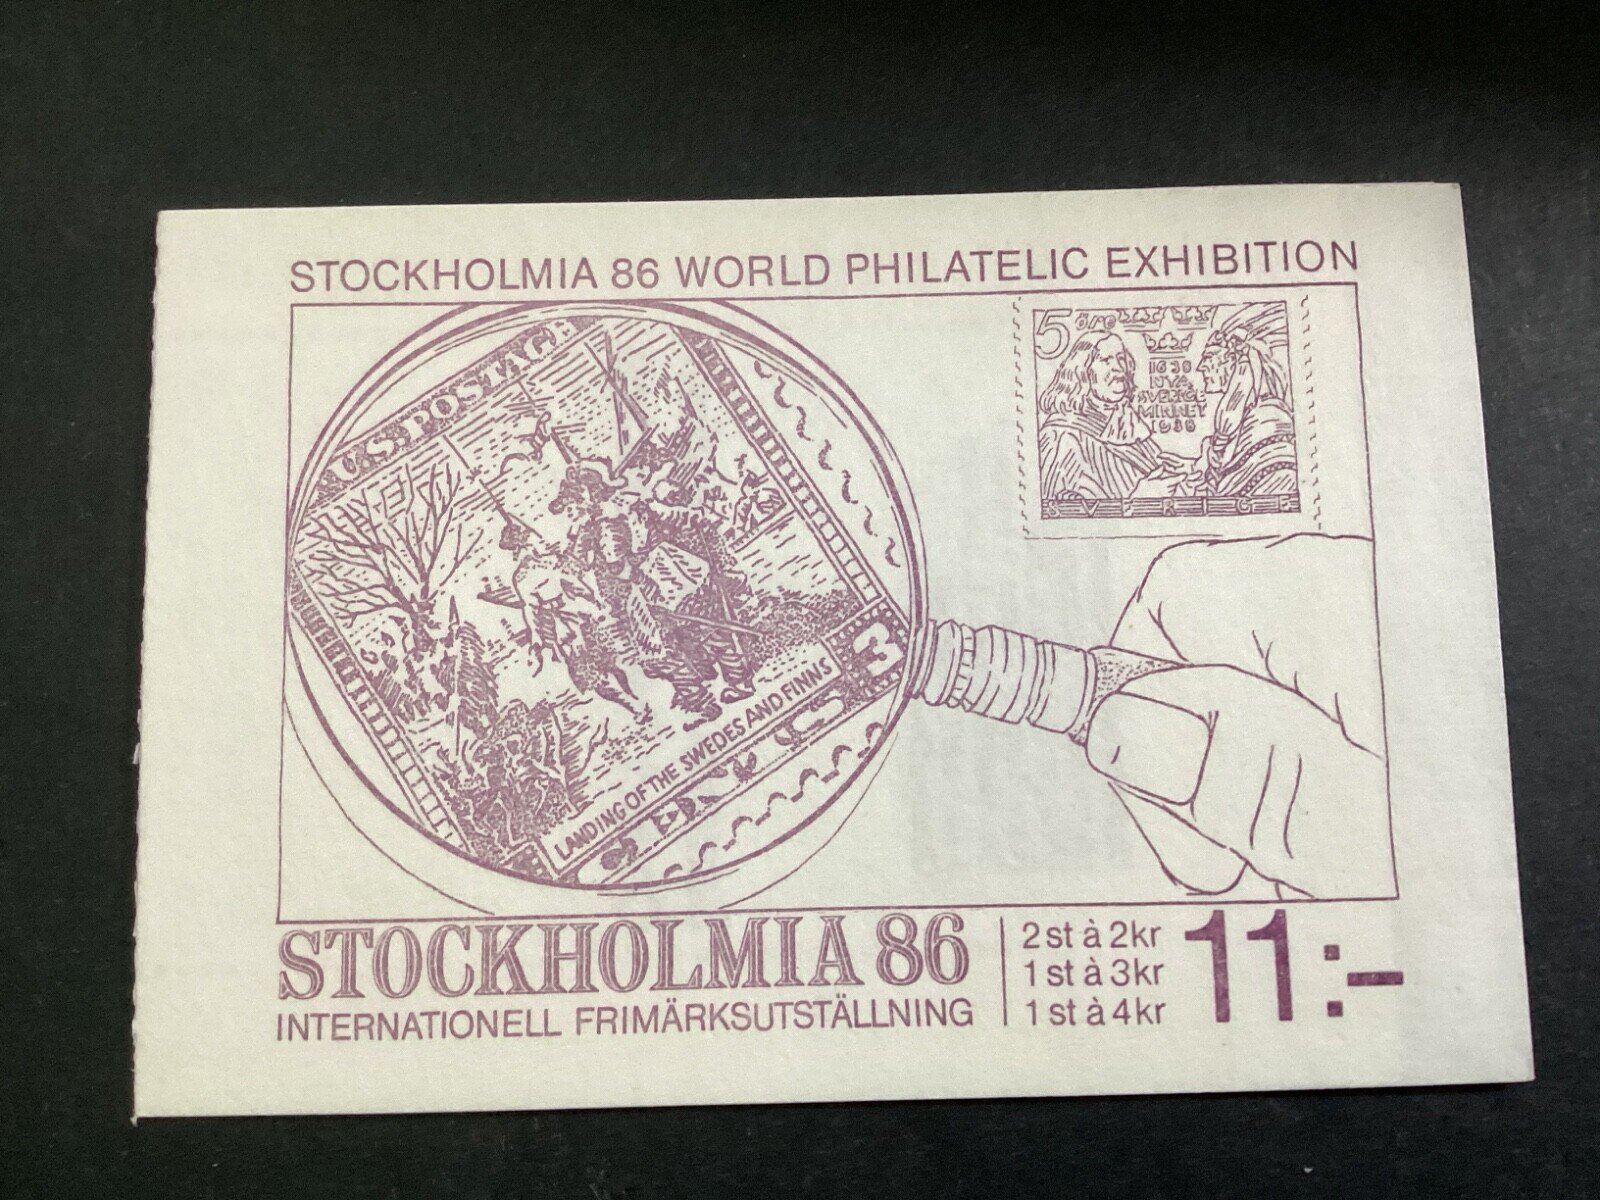 STOCKHOLMIA 86 WORLD PHILATELIC EXHIBITION
U.S. POSTAGE
3
LANDING OF THE SWEDES AND FINNS
CENTS
5 öre
1638
NYA
SVERIGE
MINNET
1938
SVERIGE
STOCKHOLMIA 86
INTERNATIONELL FRIMÄRKSUTSTÄLLNING
2 st à 2kr
1 st à 3kr
1 st à 4kr
11:-